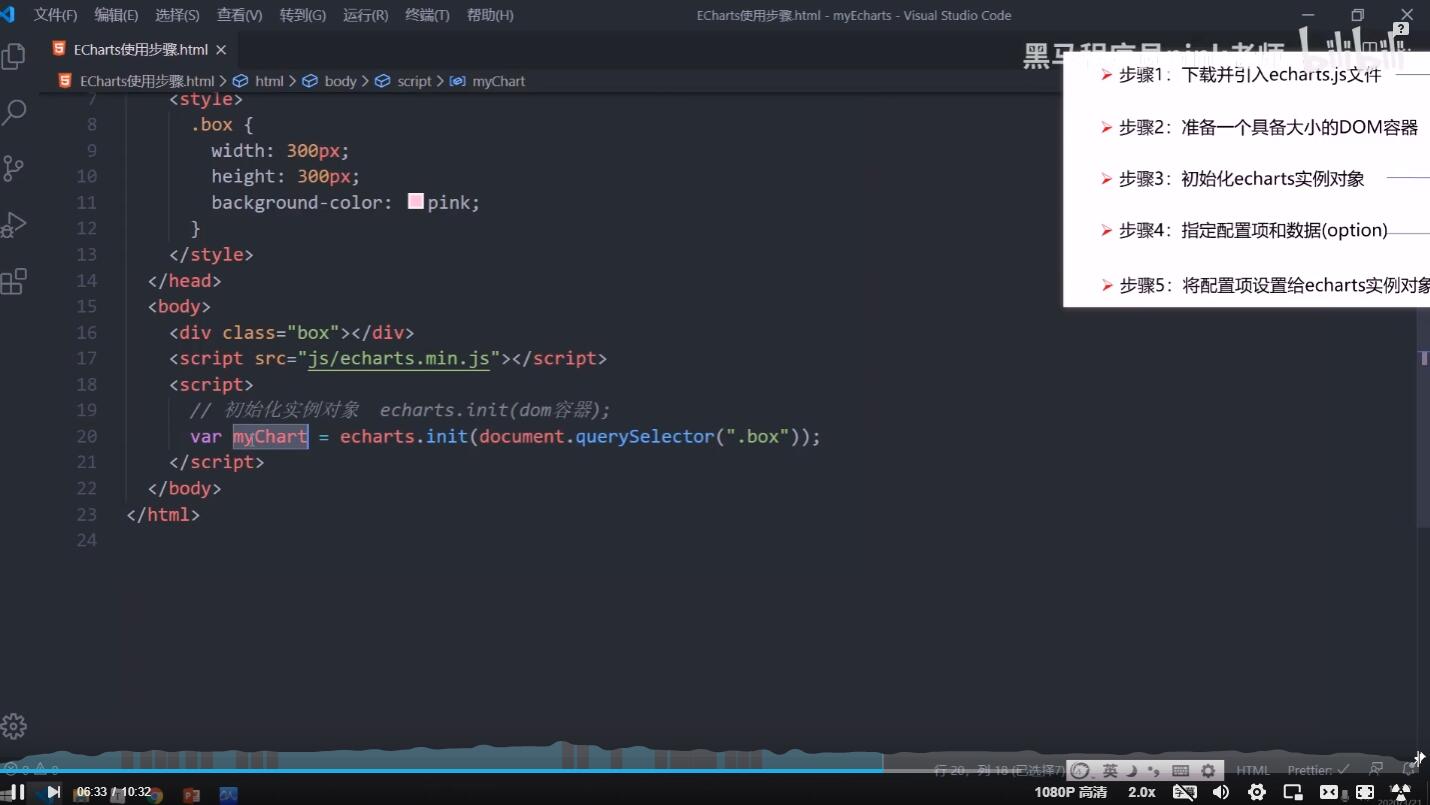 文件(F) 编辑(E) 选择(S) 查看(V) 转到(G) 运行(R) 终端(T) 帮助(H) ECharts使用步骤.html - myEcharts - Visual Studio Code
ECharts使用步骤.html
黑马程序员pink老师 bilibili
ECharts使用步骤.html > html > body > script > myChart
步骤1：下载并引入echarts.js文件
步骤2：准备一个具备大小的DOM容器
步骤3：初始化echarts实例对象
步骤4：指定配置项和数据(option)
步骤5：将配置项设置给echarts实例对象
7 <style>
8 .box {
9 width: 300px;
10 height: 300px;
11 background-color: pink;
12 }
13 </style>
14 </head>
15 <body>
16 <div class="box"></div>
17 <script src="js/echarts.min.js"></script>
18 <script>
19 // 初始化实例对象 echarts.init(dom容器);
20 var myChart = echarts.init(document.querySelector(".box"));
21 </script>
22 </body>
23 </html>
24
行 20，列 18 (已选择7) 英 HTML Prettier: ✓
06:33 / 10:32 1080P 高清 2.0x